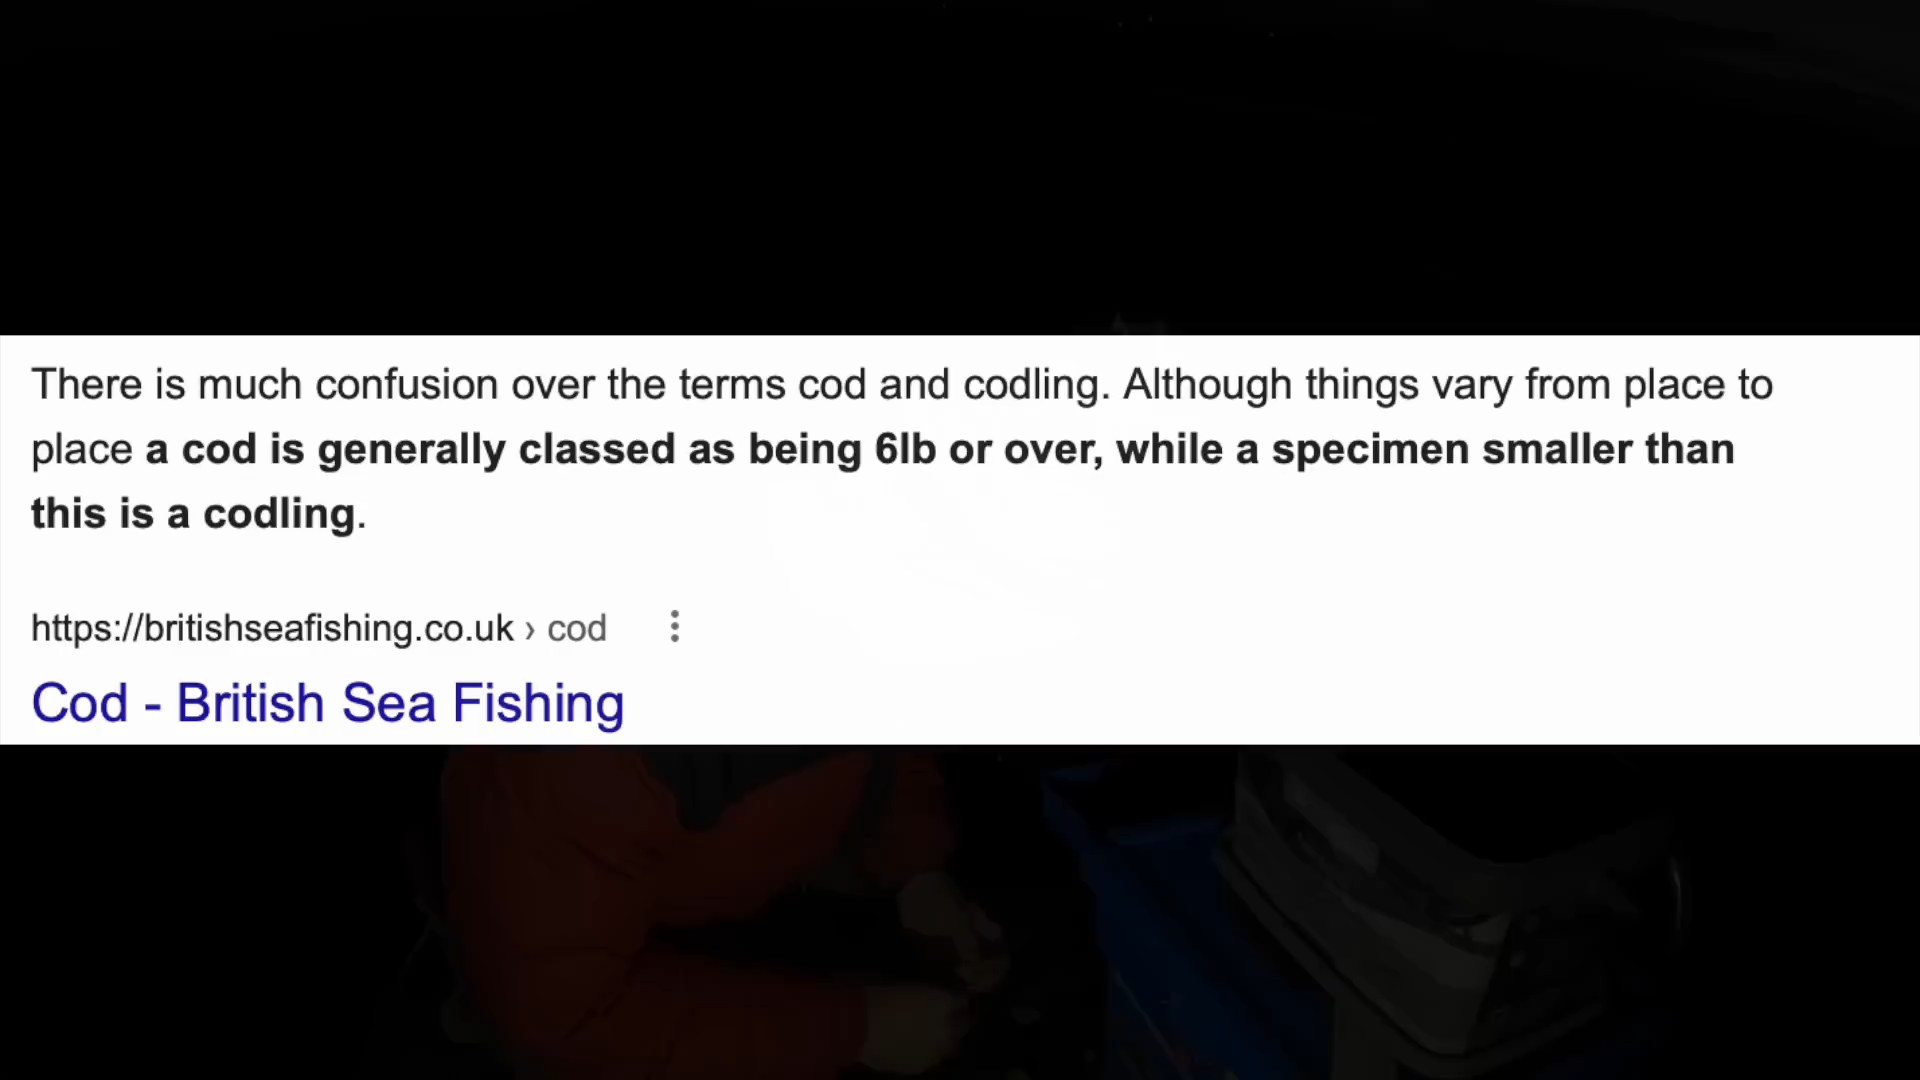 There is much confusion over the terms cod and codling. Although things vary from place to
place a cod is generally classed as being 6lb or over, while a specimen smaller than
this is a codling.
https://britishseafishing.co.uk › cod
Cod - British Sea Fishing